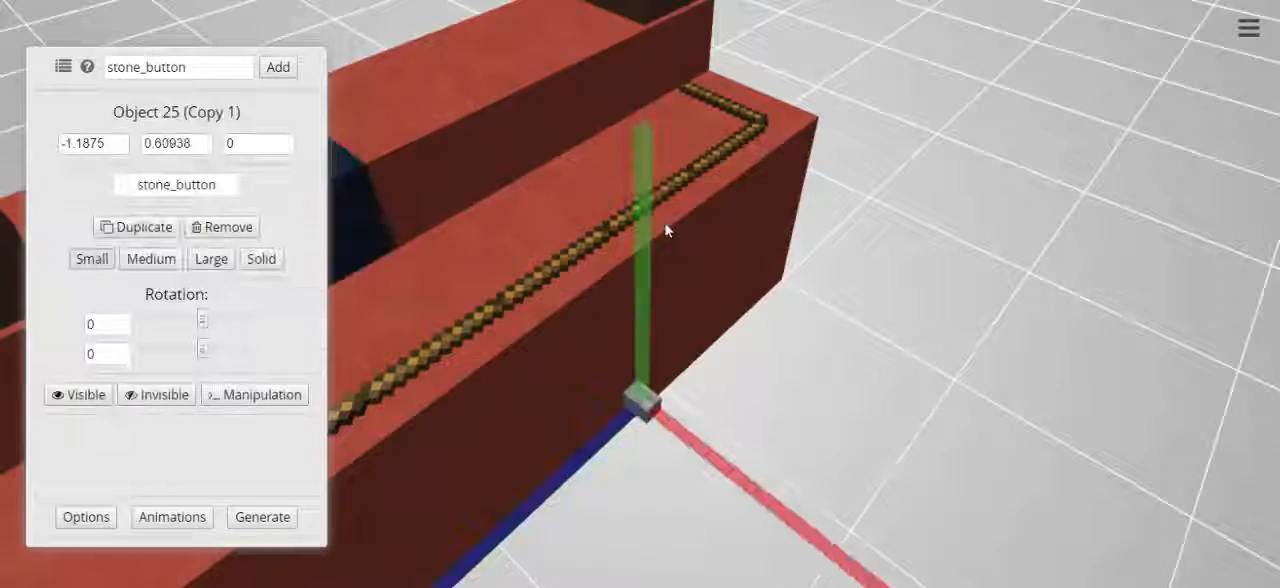 stone_button Add
Object 25 (Copy 1)
-1.1875 0.60938 0
stone_button
Duplicate Remove
Small Medium Large Solid
Rotation:
0
0
Visible Invisible >_ Manipulation
Options Animations Generate